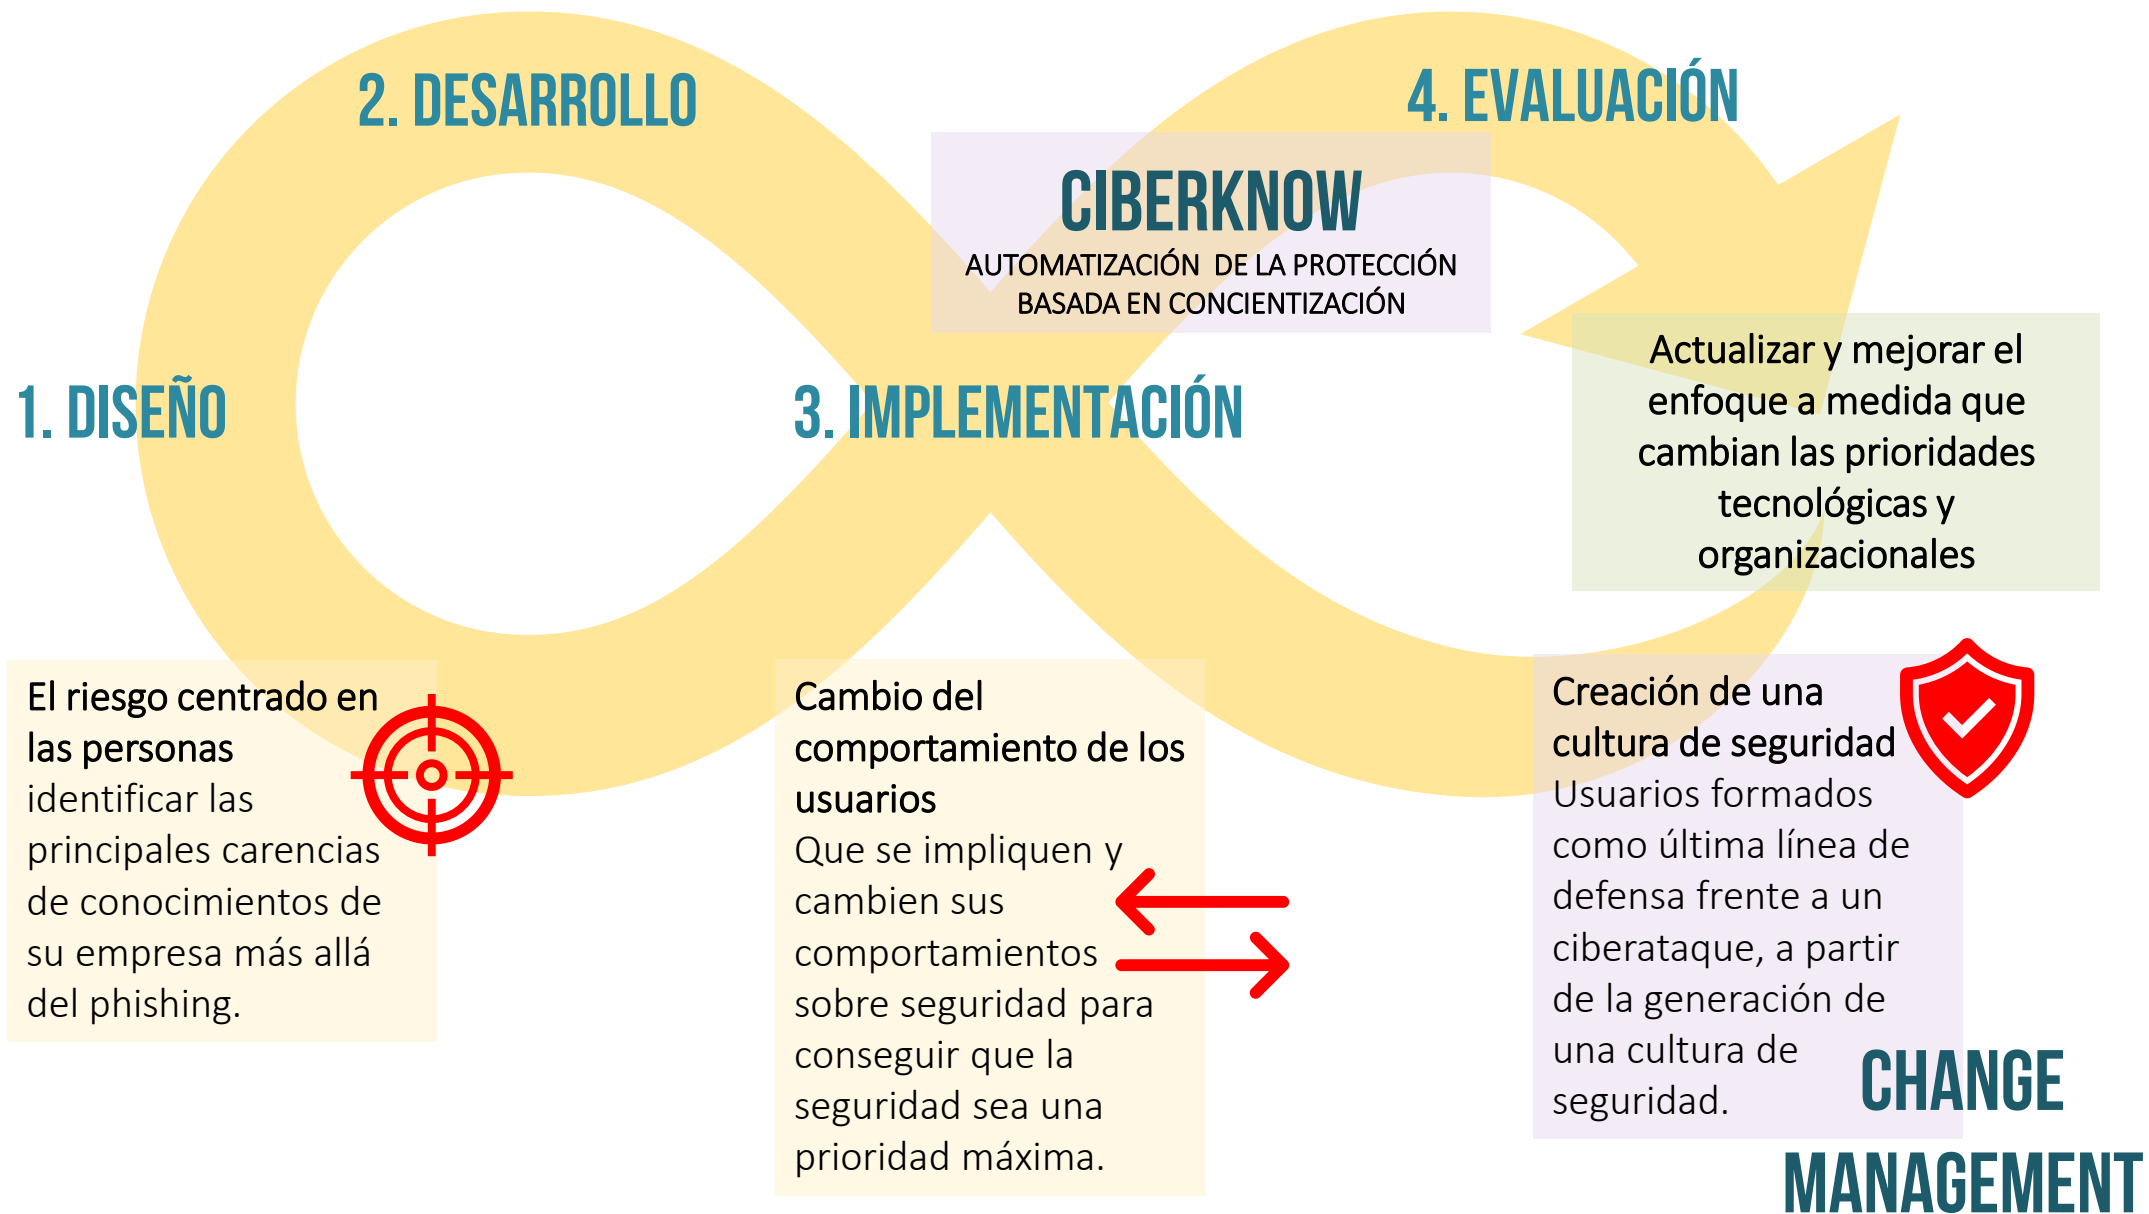 2. DESARROLLO
4. EVALUACIÓN
CIBERKNOW
AUTOMATIZACIÓN DE LA PROTECCIÓN
BASADA EN CONCIENTIZACIÓN
1. DISEÑO
3. IMPLEMENTACIÓN
Actualizar y mejorar el
enfoque a medida que
cambian las prioridades
tecnológicas y
organizacionales
El riesgo centrado en
las personas
identificar las
principales carencias
de conocimientos de
su empresa más allá
del phishing.
Cambio del
comportamiento de los
usuarios
Que se impliquen y
cambien sus
comportamientos
sobre seguridad para
conseguir que la
seguridad sea una
prioridad máxima.
Creación de una
cultura de seguridad
Usuarios formados
como última línea de
defensa frente a un
ciberataque, a partir
de la generación de
una cultura de
seguridad.
CHANGE
MANAGEMENT